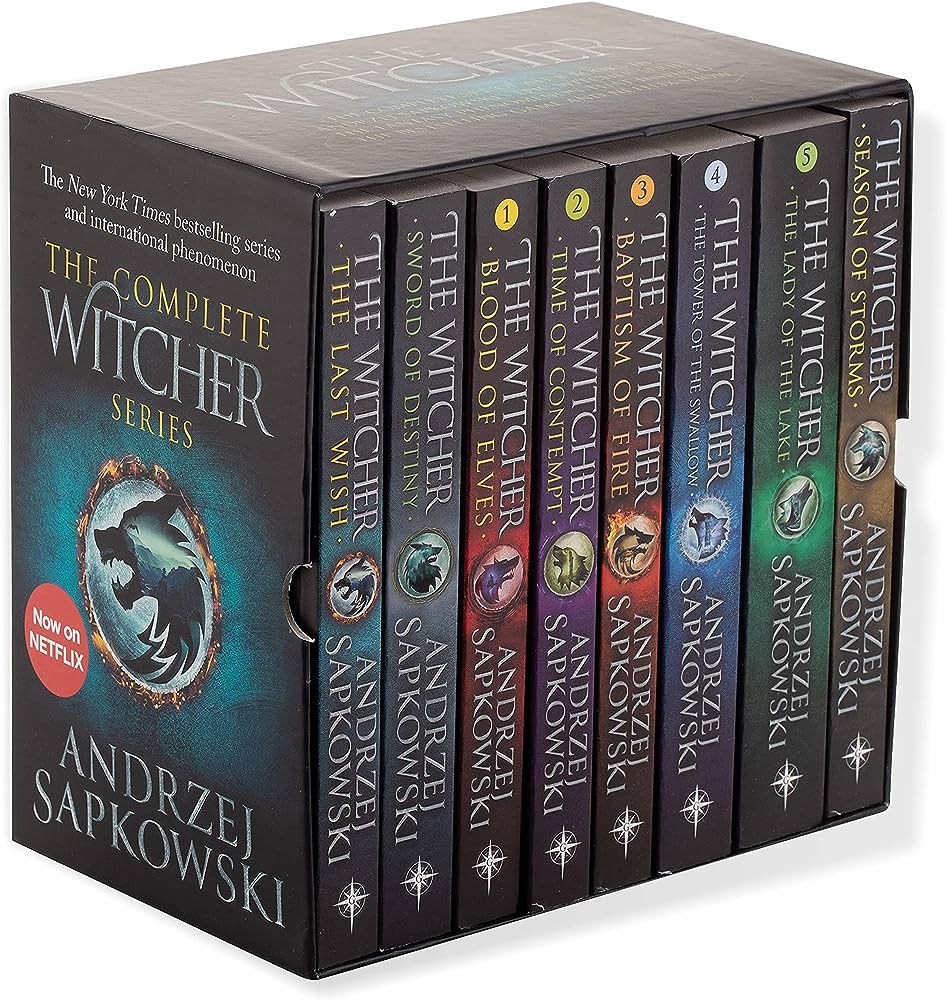 THE
WITCHER
The New York Times bestselling series
and international phenomenon
THE COMPLETE
WITCHER
SERIES
Now on
NETFLIX
ANDRZEJ
SAPKOWSKI
THE WITCHER
· THE LAST WISH ·
ANDRZEJ
SAPKOWSKI
THE WITCHER
· SWORD OF DESTINY ·
ANDRZEJ
SAPKOWSKI
1
THE WITCHER
· BLOOD OF ELVES ·
ANDRZEJ
SAPKOWSKI
2
THE WITCHER
· TIME OF CONTEMPT ·
ANDRZEJ
SAPKOWSKI
3
THE WITCHER
· BAPTISM OF FIRE ·
ANDRZEJ
SAPKOWSKI
4
THE WITCHER
· THE TOWER OF THE SWALLOW ·
ANDRZEJ
SAPKOWSKI
5
THE WITCHER
· THE LADY OF THE LAKE ·
ANDRZEJ
SAPKOWSKI
THE WITCHER
· SEASON OF STORMS ·
ANDRZEJ
SAPKOWSKI